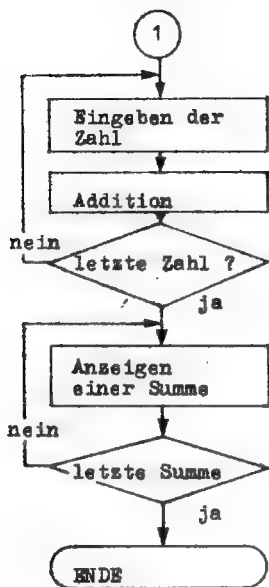 1
Eingeben der
Zahl
Addition
nein
letzte Zahl ?
ja
Anzeigen
einer Summe
nein
letzte Summe
ja
ENDE